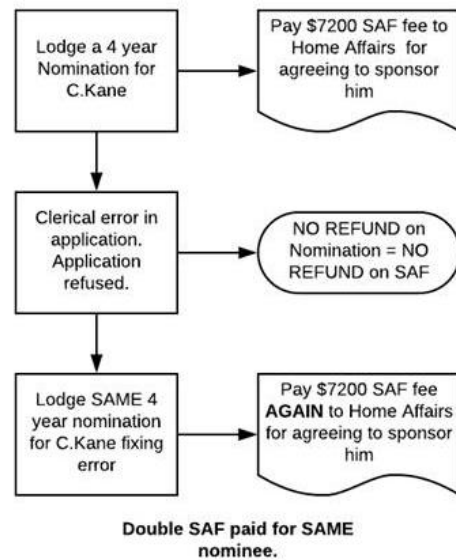 Lodge a 4 year
Nomination for
C.Kane
Pay $7200 SAF fee to
Home Affairs for
agreeing to sponsor
him
Clerical error in
application.
Application
refused.
NO REFUND on
Nomination = NO
REFUND on SAF
Lodge SAME 4
year nomination
for C.Kane fixing
error
Pay $7200 SAF fee
AGAIN to Home Affairs
for agreeing to sponsor
him
Double SAF paid for SAME
nominee.